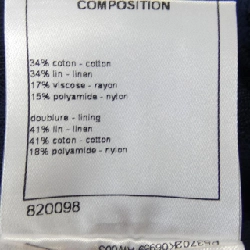 COMPOSITION
34% coton - cotton
34% lin - linen
17% viscose - rayon
15% polyamide - nylon
doublure - lining
41% lin - linen
41% coton - cotton
18% polyamide - nylon
820098